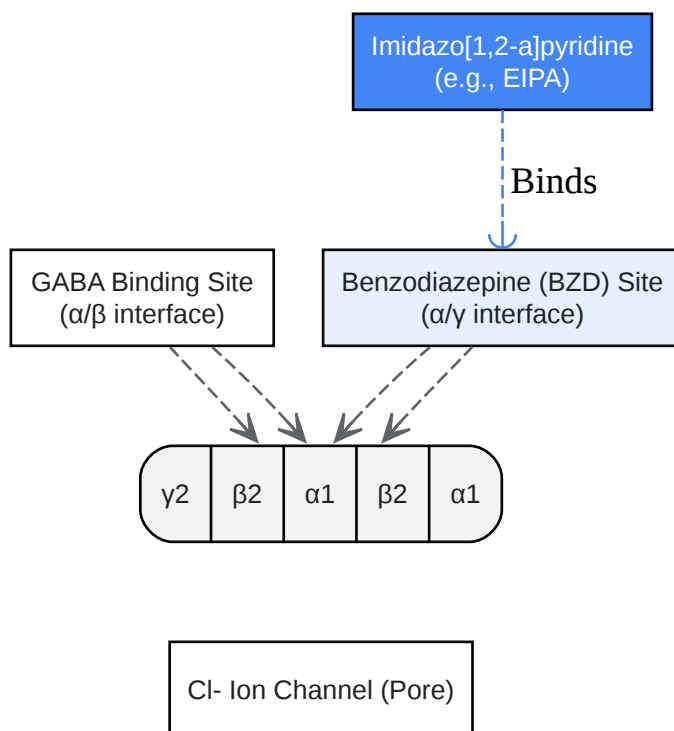 Imidazo[1,2-a]pyridine
(e.g., EIPA)
Binds
GABA Binding Site
(α/β interface)
Benzodiazepine (BZD) Site
(α/γ interface)
γ2 β2 α1 β2 α1
Cl- Ion Channel (Pore)